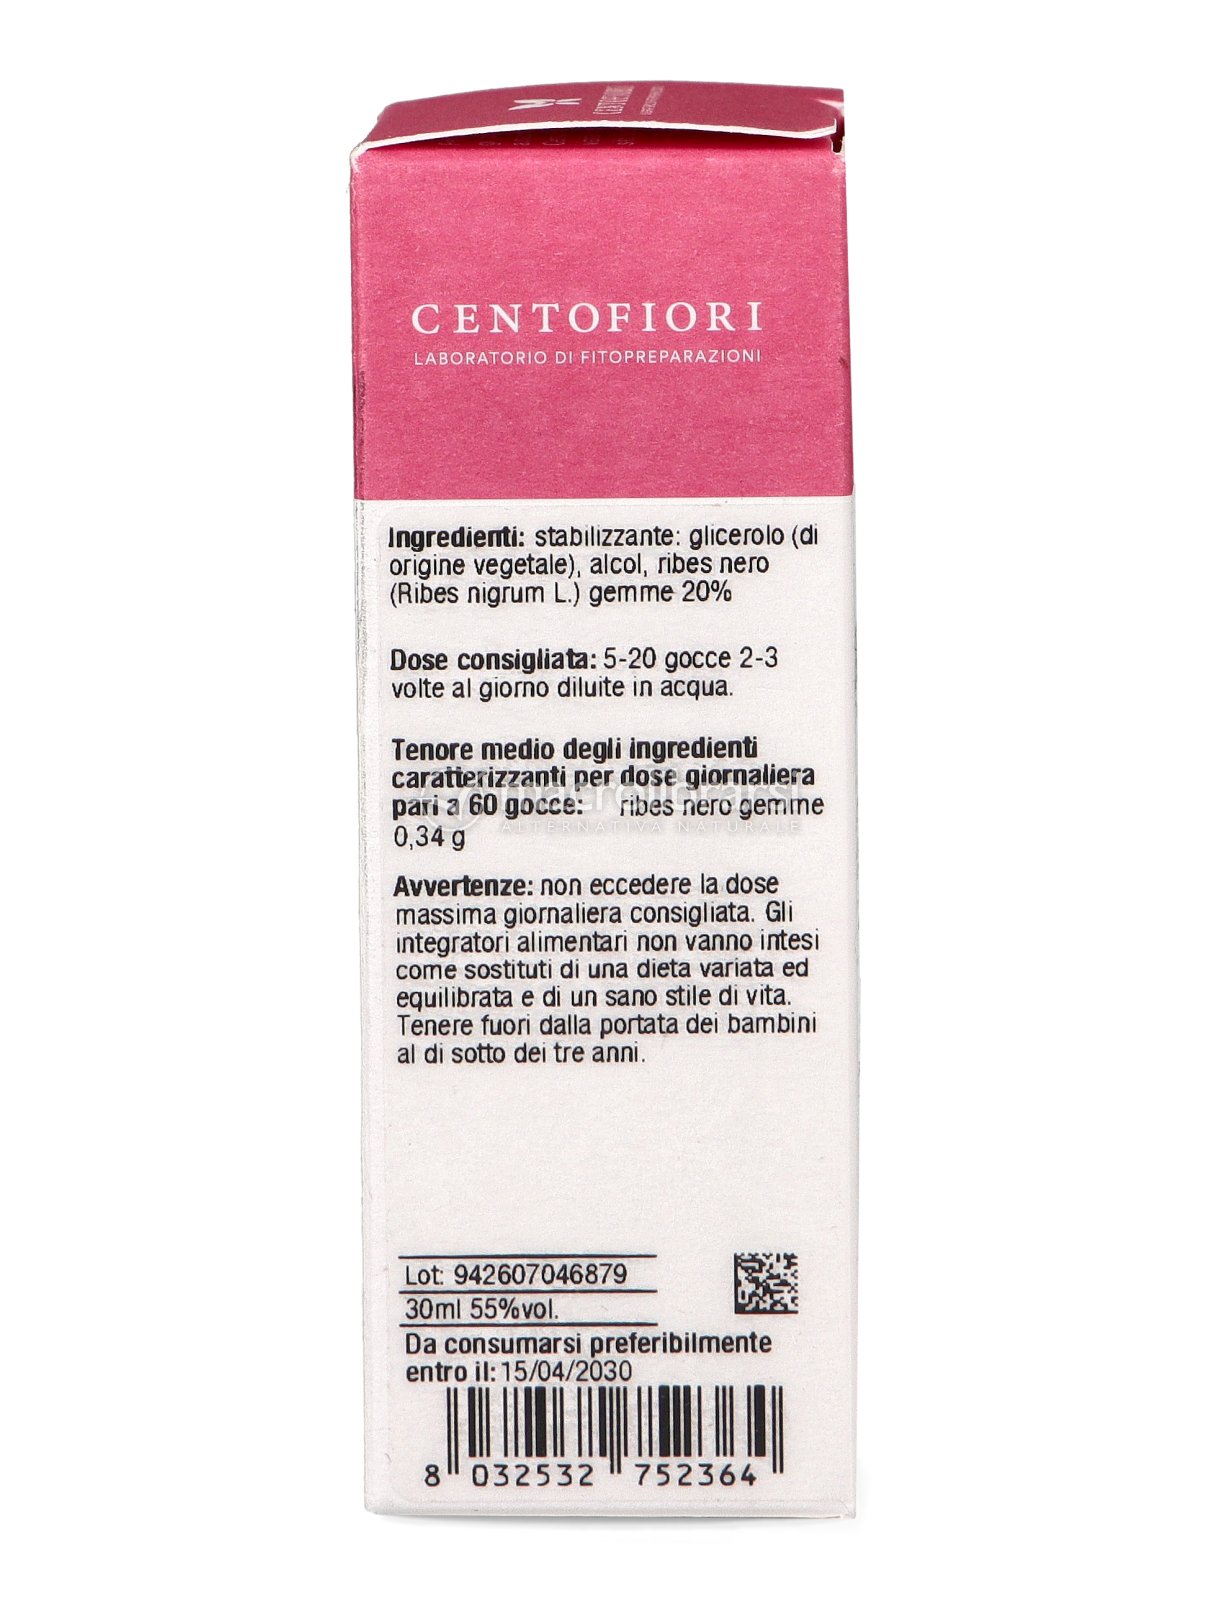 CENTOFIORI
CENTOFIORI
LABORATORIO DI FITOPREPARAZIONI
Ingredienti: stabilizzante: glicerolo (di
origine vegetale), alcol, ribes nero
(Ribes nigrum L.) gemme 20%
Dose consigliata: 5-20 gocce 2-3
volte al giorno diluite in acqua.
Tenore medio degli ingredienti
caratterizzanti per dose giornaliera
pari a 60 gocce: ribes nero gemme
0,34 g
macrolibrarsi
ALTERNATIVA NATURALE
Avvertenze: non eccedere la dose
massima giornaliera consigliata. Gli
integratori alimentari non vanno intesi
come sostituti di una dieta variata ed
equilibrata e di un sano stile di vita.
Tenere fuori dalla portata dei bambini
al di sotto dei tre anni.
Lot: 942607046879
30ml 55%vol.
Da consumarsi preferibilmente
entro il: 15/04/2030
8 032532 752364